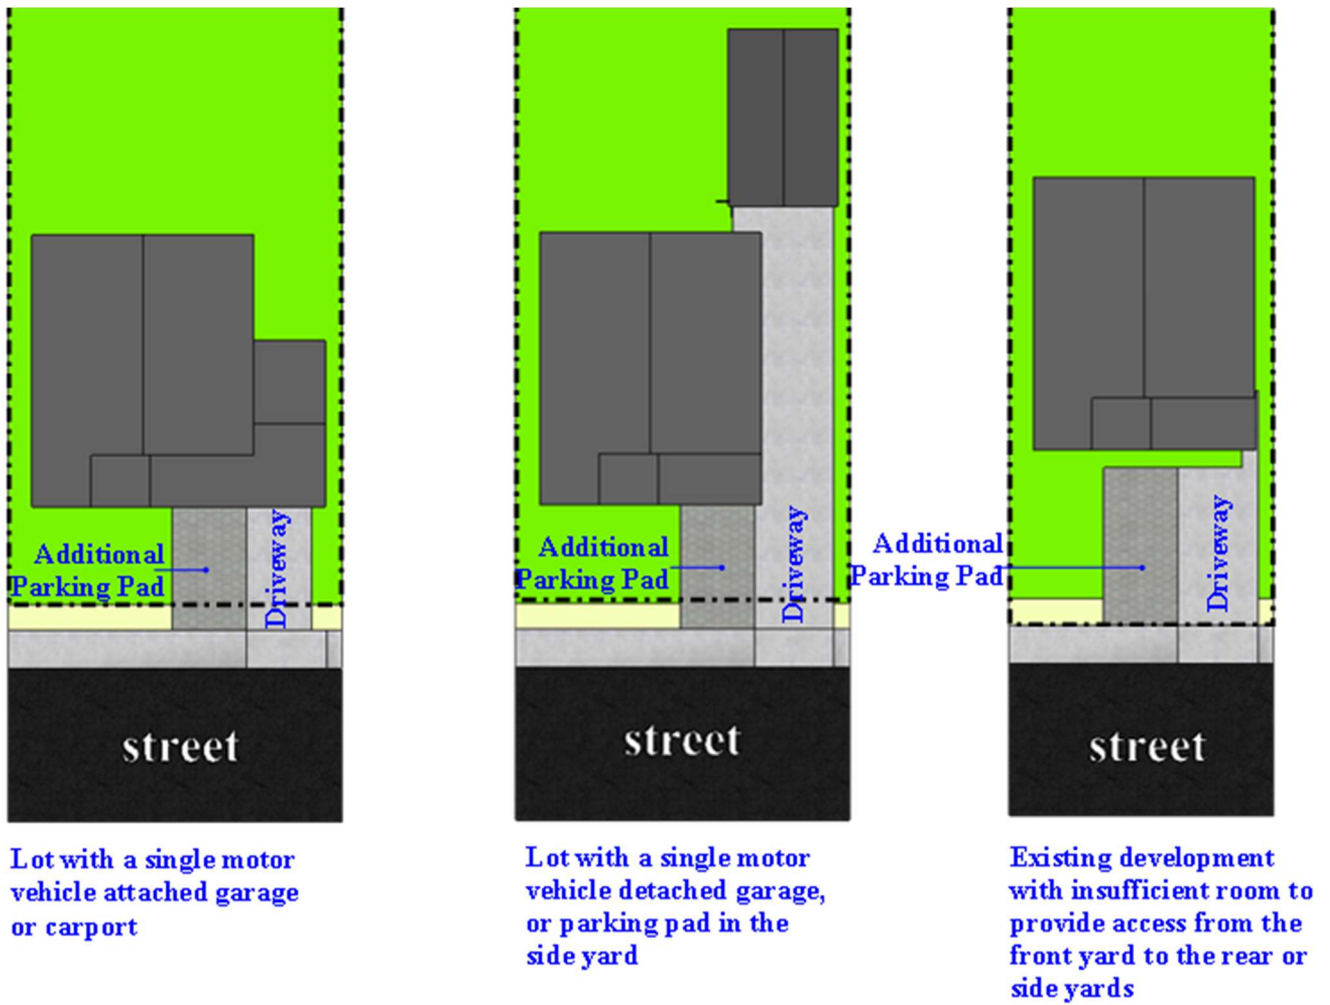 Additional
Parking Pad
Driveway
street
Lot with a single motor
vehicle attached garage
or carport
Additional
Parking Pad
Driveway
street
Lot with a single motor
vehicle detached garage,
or parking pad in the
side yard
Additional
Parking Pad
Driveway
street
Existing development
with insufficient room to
provide access from the
front yard to the rear or
side yards